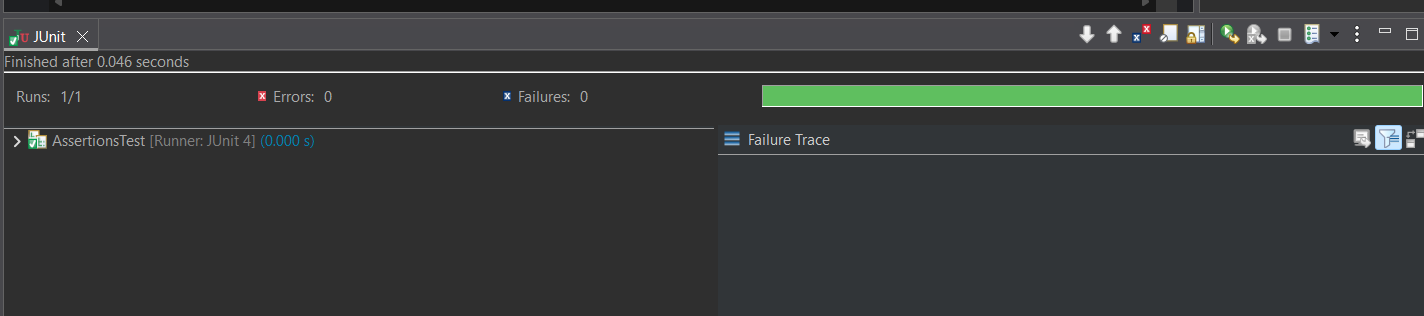 JUnit
Finished after 0.046 seconds
Runs: 1/1 Errors: 0 Failures: 0
AssertionsTest [Runner: JUnit 4] (0.000 s)
Failure Trace